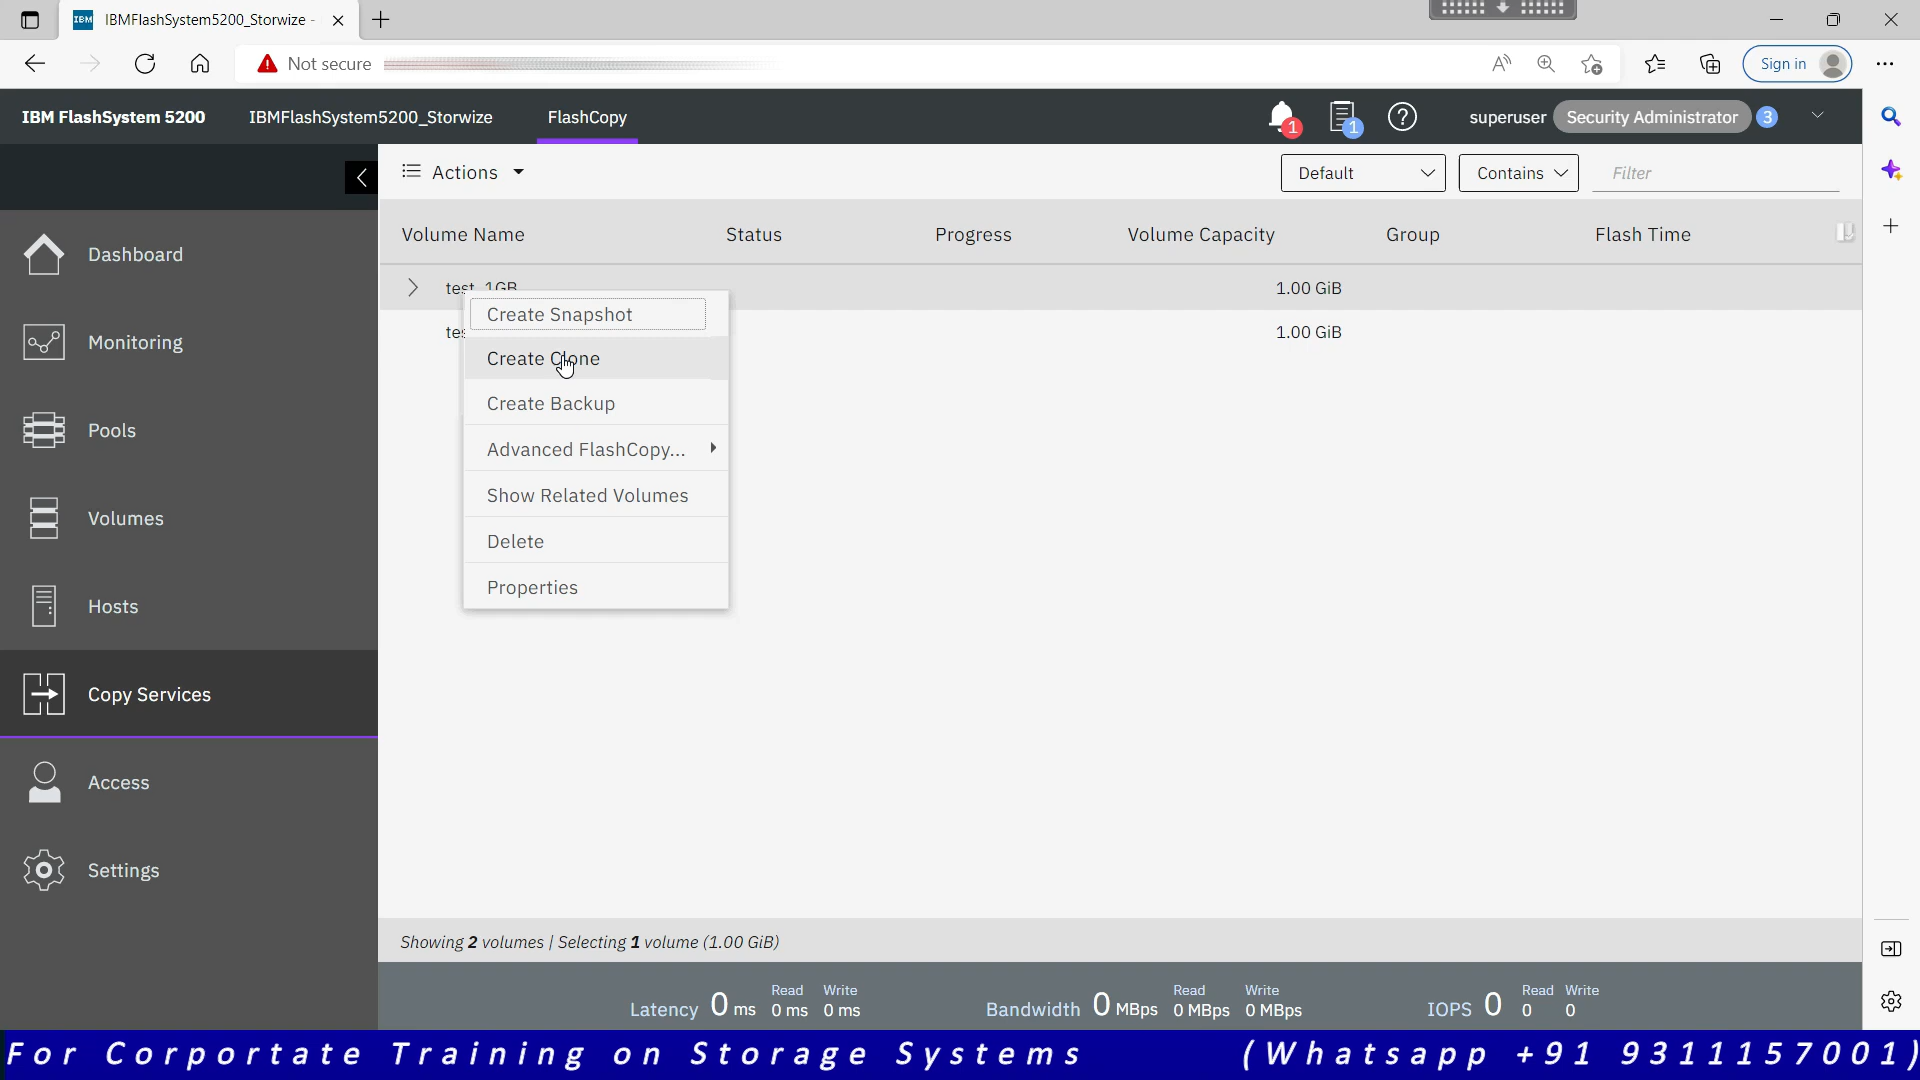 IBM IBMFlashSystem5200_Storwize -
Not secure
Sign in
IBM FlashSystem 5200 IBMFlashSystem5200_Storwize FlashCopy 1 1 superuser Security Administrator 3
Actions Default Contains Filter
Volume Name Status Progress Volume Capacity Group Flash Time
test_1GB 1.00 GiB
1.00 GiB
Create Snapshot
Create Clone
Create Backup
Advanced FlashCopy...
Show Related Volumes
Delete
Properties
Dashboard
Monitoring
Pools
Volumes
Hosts
Copy Services
Access
Settings
Showing 2 volumes | Selecting 1 volume (1.00 GiB)
Latency 0 ms Read 0 ms Write 0 ms
Bandwidth 0 MBps Read 0 MBps Write 0 MBps
IOPS 0 Read 0 Write 0
For Corportate Training on Storage Systems (Whatsapp +91 9311157001)